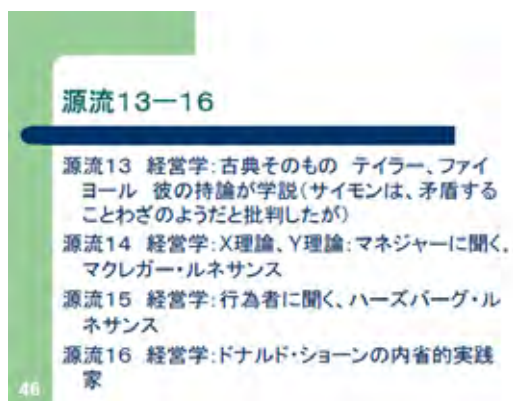 源流13ー16
源流13 経営学:古典そのもの テイラー、ファイ
ヨール 彼の持論が学説(サイモンは、矛盾する
ことわざのようだと批判したが)
源流14 経営学:X理論、Y理論:マネジャーに聞く、
マクレガー・ルネサンス
源流15 経営学:行為者に聞く、ハーズバーグ・ル
ネサンス
源流16 経営学:ドナルド・ショーンの内省的実践
家
46